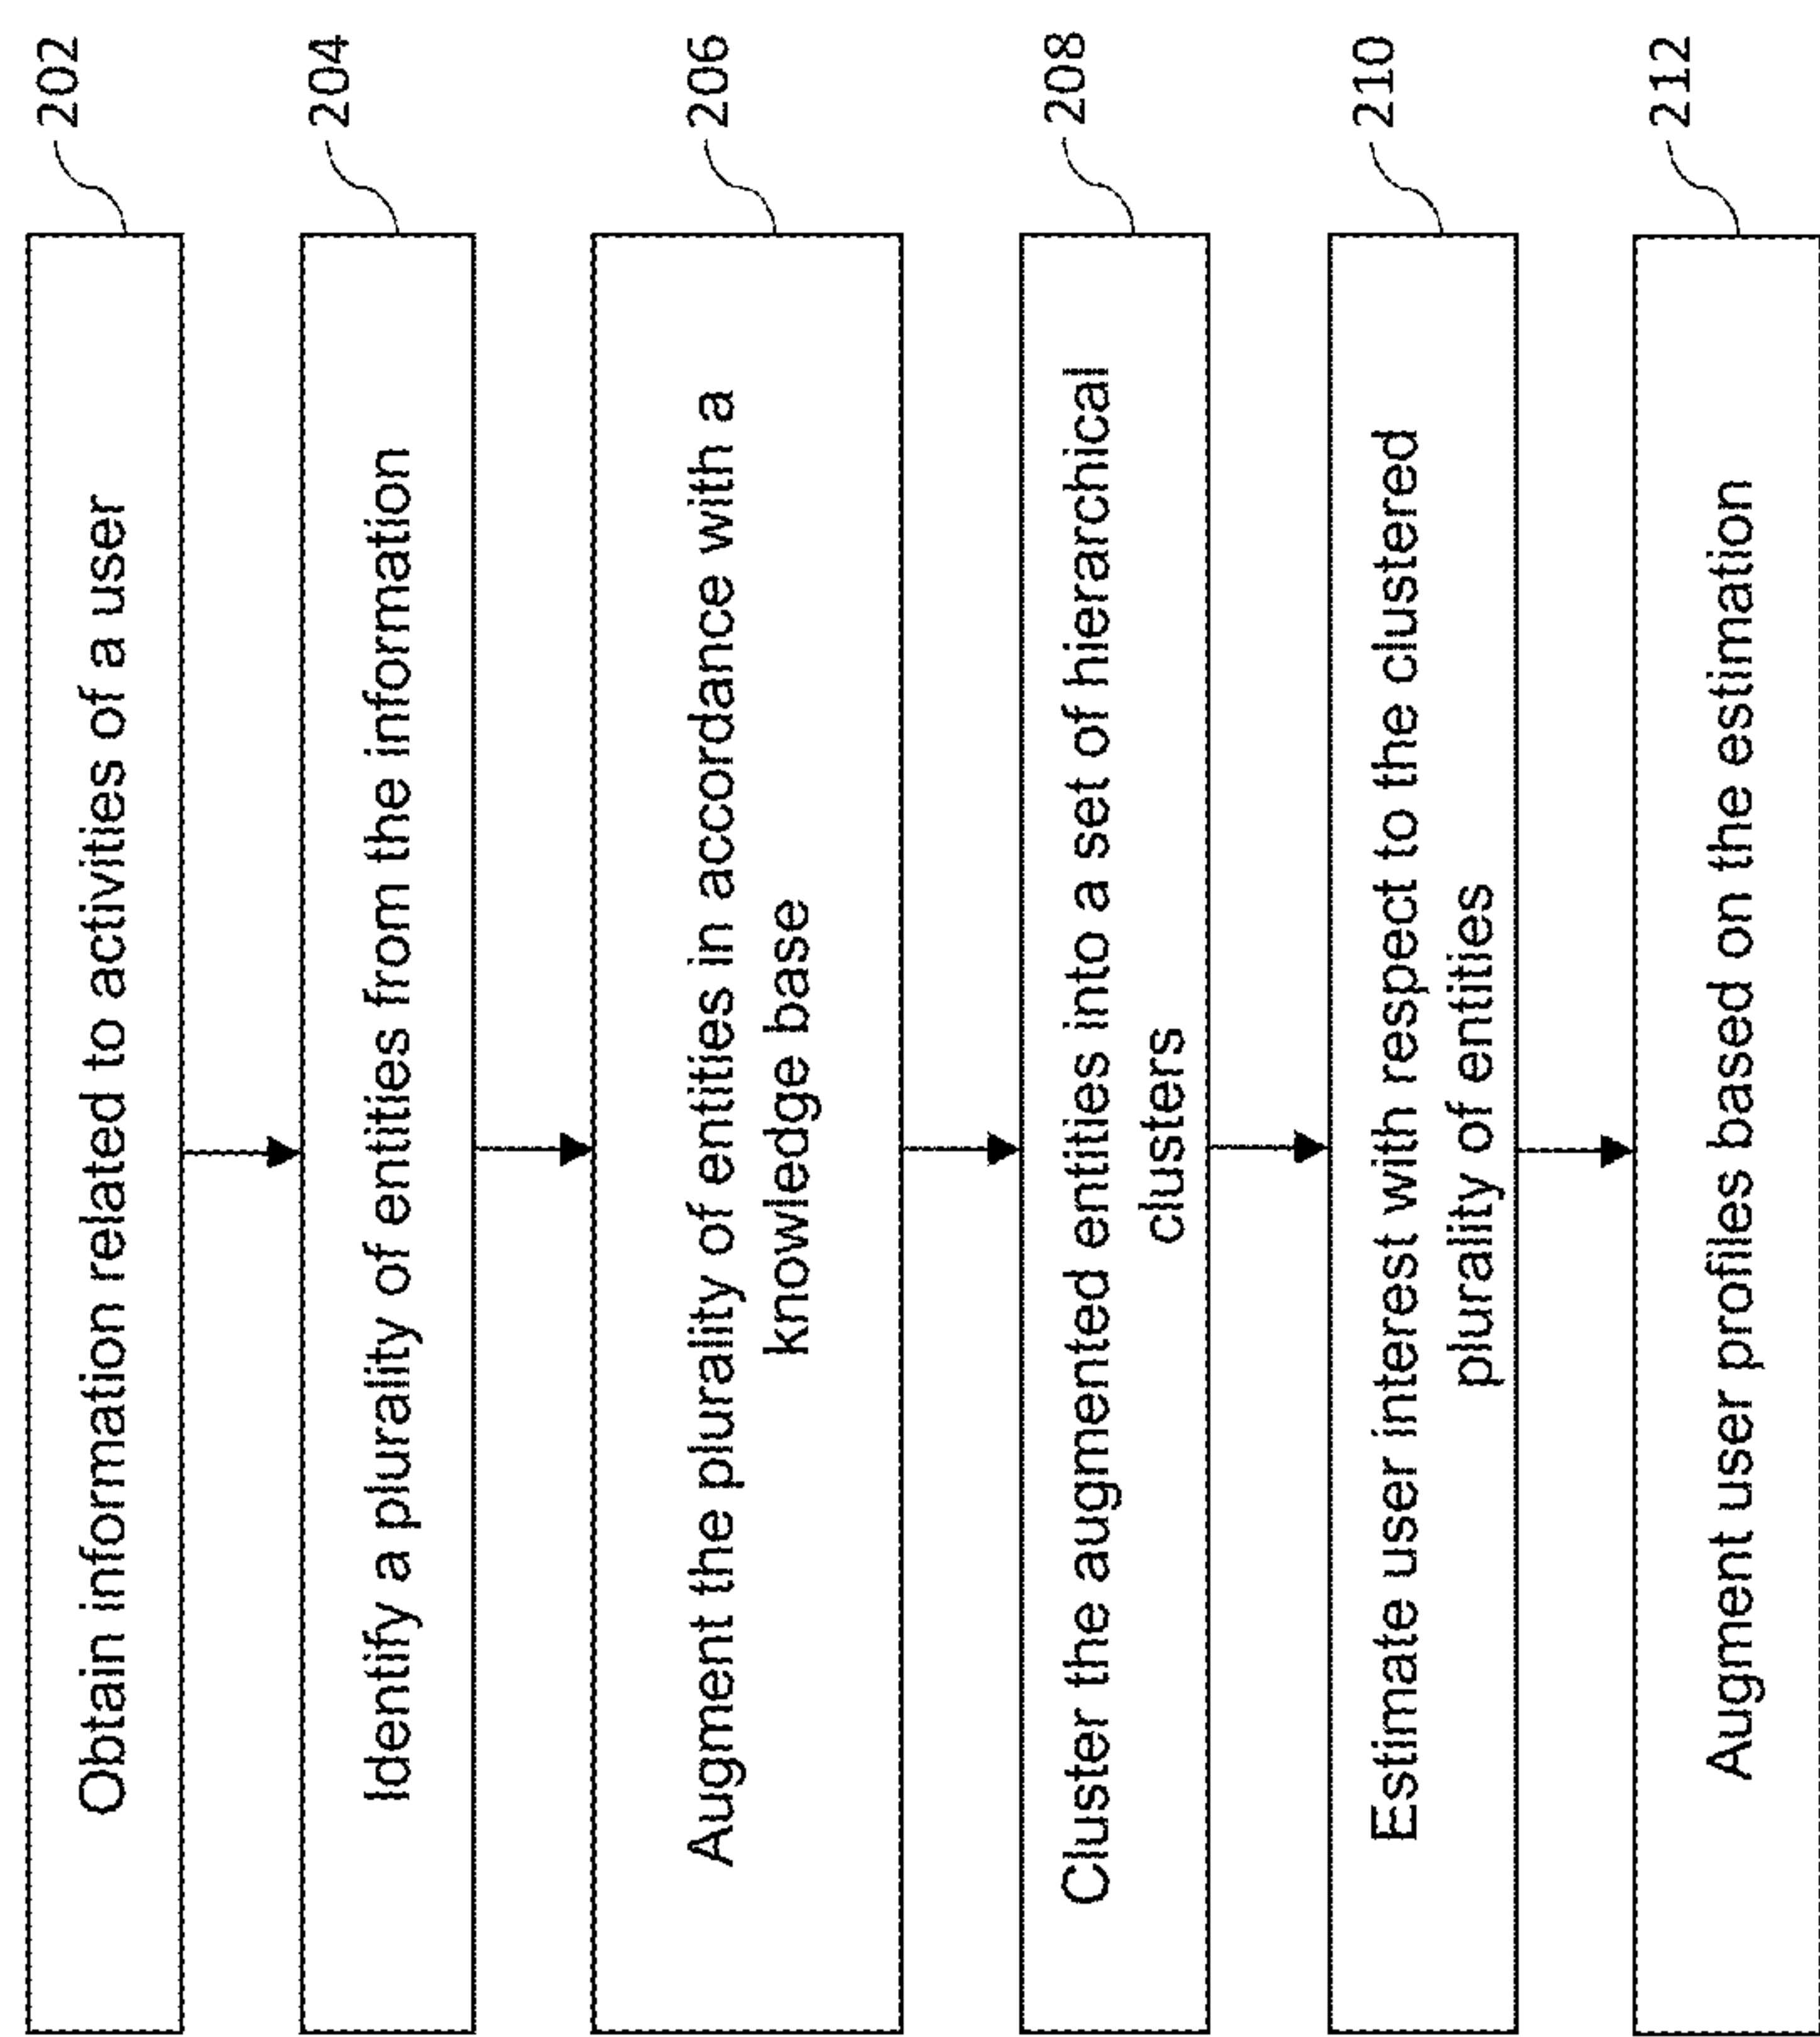 Obtain information related to activities of a user
202
Identify a plurality of entities from the information
204
Augment the plurality of entities in accordance with a
knowledge base
206
Cluster the augmented entities into a set of hierarchical
clusters
208
Estimate user interest with respect to the clustered
plurality of entities
210
Augment user profiles based on the estimation
212